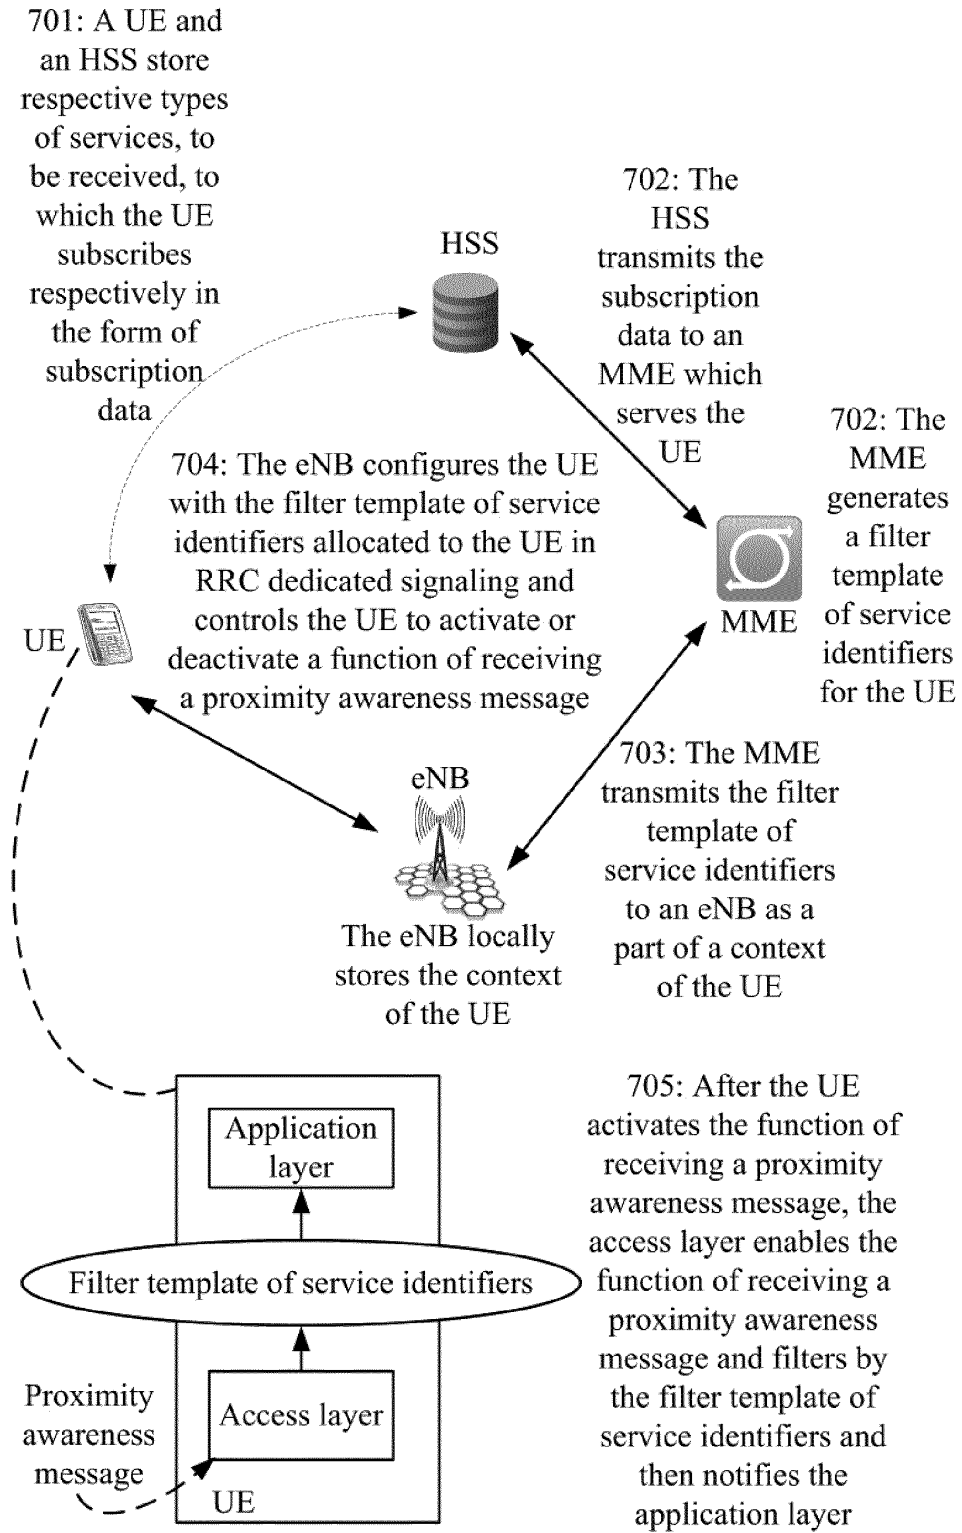 701: A UE and
an HSS store
respective types
of services, to
be received, to
which the UE
subscribes
respectively in
the form of
subscription
data
HSS
702: The
HSS
transmits the
subscription
data to an
MME which
serves the
UE
702: The
MME
generates
a filter
template
of service
identifiers
for the UE
MME
704: The eNB configures the UE
with the filter template of service
identifiers allocated to the UE in
RRC dedicated signaling and
controls the UE to activate or
deactivate a function of receiving
a proximity awareness message
UE
eNB
The eNB locally
stores the context
of the UE
703: The MME
transmits the filter
template of
service identifiers
to an eNB as a
part of a context
of the UE
Application
layer
Filter template of service identifiers
Access layer
Proximity
awareness
message
UE
705: After the UE
activates the function of
receiving a proximity
awareness message, the
access layer enables the
function of receiving a
proximity awareness
message and filters by
the filter template of
service identifiers and
then notifies the
application layer